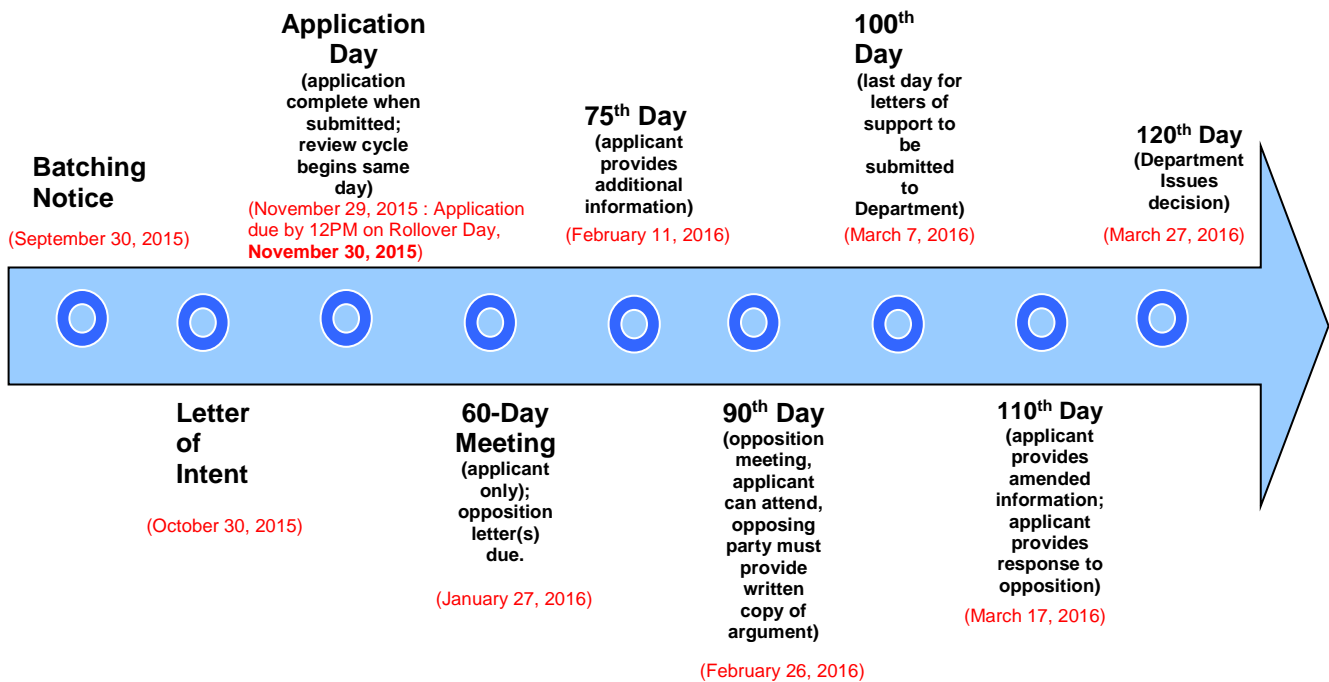 Batching
Notice
(September 30, 2015)
Letter
of
Intent
(October 30, 2015)
Application
Day
(application
complete when
submitted;
review cycle
begins same
day)
(November 29, 2015 : Application
due by 12PM on Rollover Day,
November 30, 2015)
60-Day
Meeting
(applicant
only);
opposition
letter(s)
due.
(January 27, 2016)
75th Day
(applicant
provides
additional
information)
(February 11, 2016)
90th Day
(opposition
meeting,
applicant
can attend,
opposing
party must
provide
written
copy of
argument)
(February 26, 2016)
100th
Day
(last day for
letters of
support to
be
submitted
to
Department)
(March 7, 2016)
110th Day
(applicant
provides
amended
information;
applicant
provides
response to
opposition)
(March 17, 2016)
120th Day
(Department
Issues
decision)
(March 27, 2016)